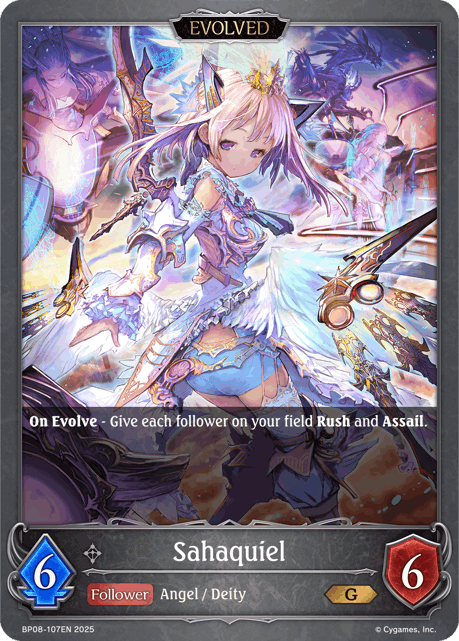 EVOLVED
On Evolve - Give each follower on your field Rush and Assail.
Sahaquiel
6
Follower
Angel / Deity
G
6
BP08-107EN 2025
© Cygames, Inc.